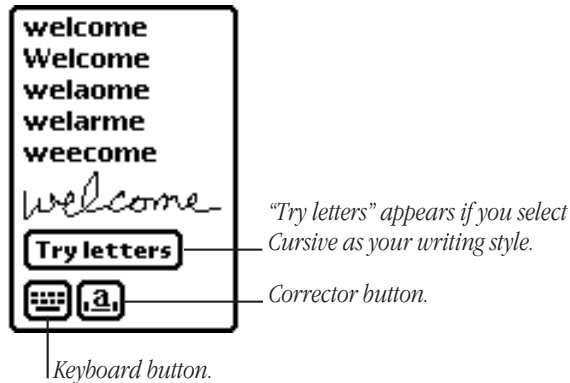 welcome
Welcome
welaome
welarme
weecome
welcome
Try letters
.a.
“Try letters” appears if you select
Cursive as your writing style.
Corrector button.
Keyboard button.